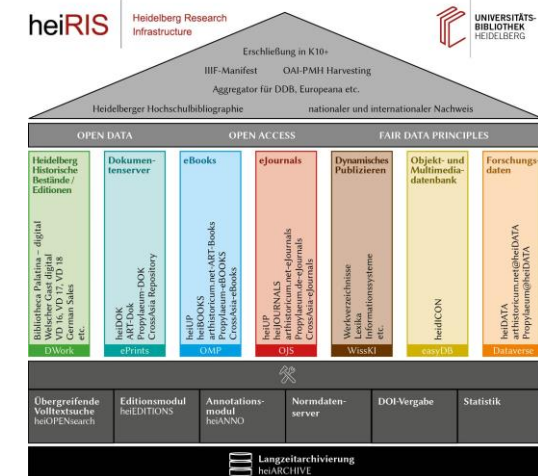 heiRIS
Heidelberg Research
Infrastructure
UNIVERSITÄTS-
BIBLIOTHEK
HEIDELBERG
Erschließung in K10+
IIIF-Manifest OAI-PMH Harvesting
Aggregator für DDB, Europeana etc.
Heidelberger Hochschulbibliographie nationaler und internationaler Nachweis
OPEN DATA OPEN ACCESS FAIR DATA PRINCIPLES
Heidelberg
Historische
Bestände /
Editionen
Bibliotheca Palatina – digital
Welscher Gast digital
VD 16, VD 17, VD 18
German Sales
etc.
DWork
Dokumen-
tenserver
heiDOK
ART-Dok
Propylaeum-DOK
CrossAsia Repository
ePrints
eBooks
heiUP
heiBOOKS
arthistoricum.net-ART-Books
Propylaeum-eBOOKS
CrossAsia-eBooks
OMP
eJournals
heiUP
heiJOURNALS
arthistoricum.net-eJournals
Propylaeum.de-eJournals
CrossAsia-eJournals
OJS
Dynamisches
Publizieren
Werkverzeichnisse
Lexika
Informationssysteme
etc.
WissKI
Objekt- und
Multimedia-
datenbank
heidICON
easyDB
Forschungs-
daten
heiDATA
arthistoricum.net@heiDATA
Propylaeum@heiDATA
Dataverse
Übergreifende
Volltextsuche
heiOPENsearch
Editionsmodul
heiEDITIONS
Annotations-
modul
heiANNO
Normdaten-
server
DOI-Vergabe
Statistik
Langzeitarchivierung
heiARCHIVE